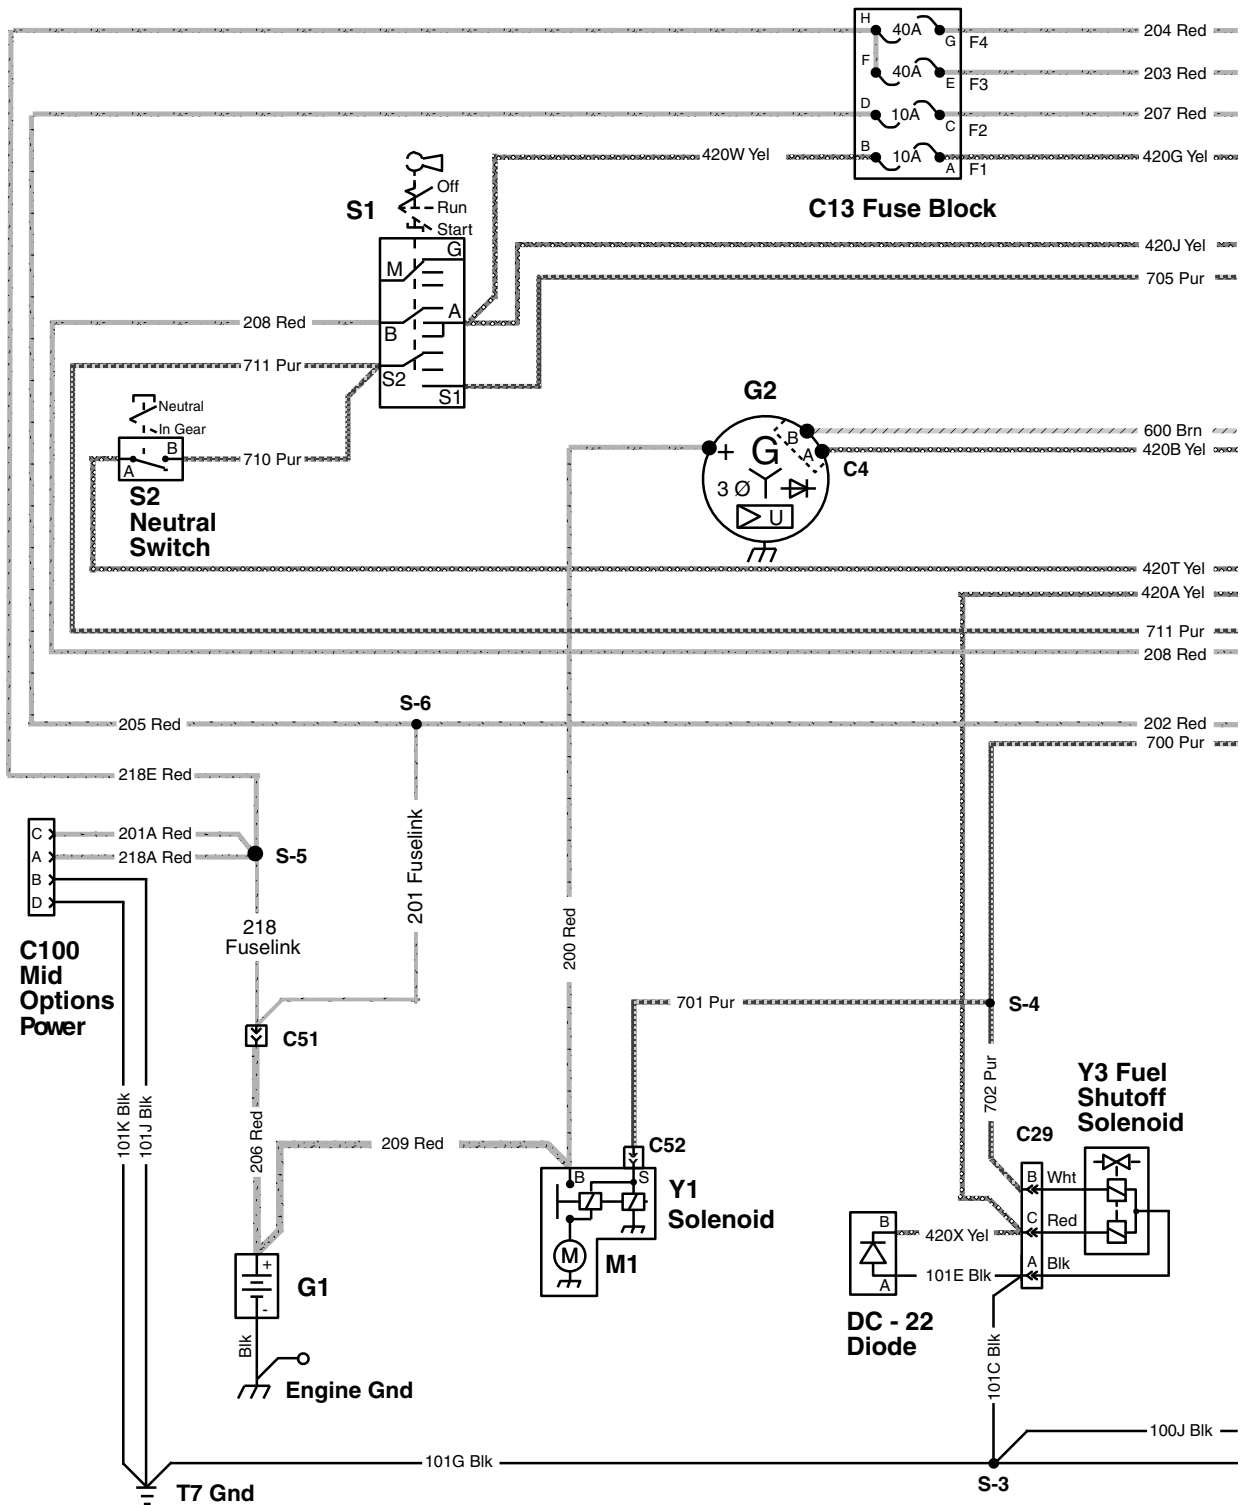 H
40A
G
F4
204 Red
F
40A
E
F3
203 Red
D
10A
C
F2
207 Red
B
10A
A
F1
420W Yel
420G Yel
C13 Fuse Block
S1
Off
Run
Start
G
M
420J Yel
705 Pur
208 Red
B
A
711 Pur
S2
S1
Neutral
In Gear
A
B
710 Pur
S2
Neutral
Switch
G2
+
G
B
A
3 Ø
U
C4
600 Brn
420B Yel
420T Yel
420A Yel
711 Pur
208 Red
S-6
205 Red
202 Red
700 Pur
218E Red
C
201A Red
A
218A Red
B
D
S-5
201 Fuselink
218
Fuselink
C100
Mid
Options
Power
200 Red
701 Pur
S-4
C51
702 Pur
Y3 Fuel
Shutoff
Solenoid
101K Blk
101J Blk
206 Red
209 Red
C52
C29
B
S
Y1
Solenoid
M
M1
B
Wht
C
Red
A
Blk
B
420X Yel
A
101E Blk
DC - 22
Diode
+
-
G1
Blk
Engine Gnd
101C Blk
100J Blk
101G Blk
S-3
T7 Gnd